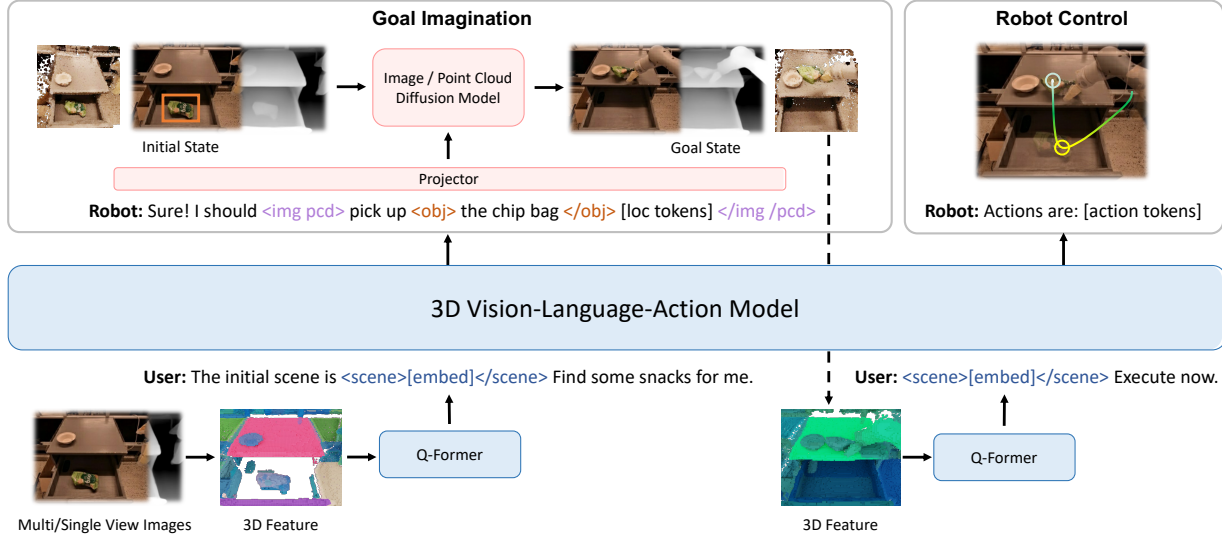 Goal Imagination
Robot Control
Image / Point Cloud
Diffusion Model
Initial State
Goal State
Projector
Robot: Sure! I should <img pcd> pick up <obj> the chip bag </obj> [loc tokens] </img /pcd>
Robot: Actions are: [action tokens]
3D Vision-Language-Action Model
User: The initial scene is <scene>[embed]</scene> Find some snacks for me.
User: <scene>[embed]</scene> Execute now.
Q-Former
Q-Former
Multi/Single View Images
3D Feature
3D Feature